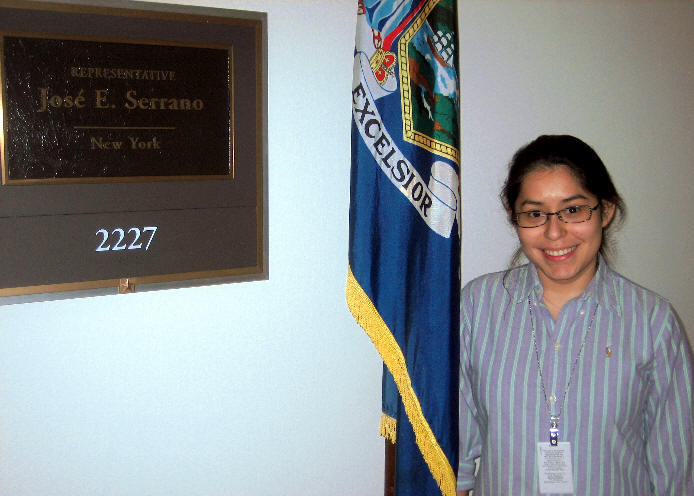 REPRESENTATIVE
José E. Serrano
New York
2227
EXCELSIOR